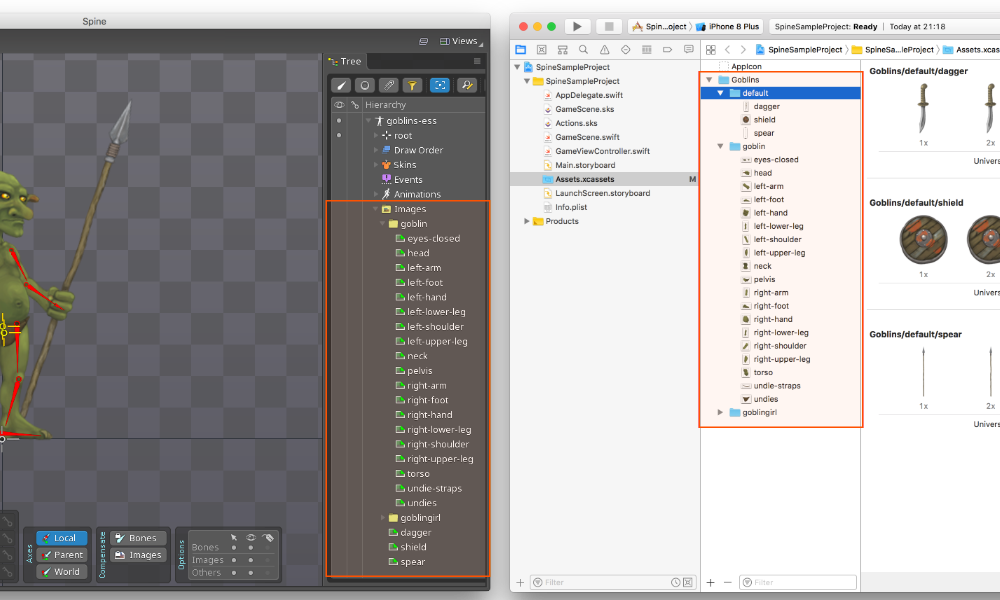 Spine
Views
Tree
Hierarchy
goblins-ess
root
Draw Order
Skins
Events
Animations
Images
goblin
eyes-closed
head
left-arm
left-foot
left-hand
left-lower-leg
left-shoulder
left-upper-leg
neck
pelvis
right-arm
right-foot
right-hand
right-lower-leg
right-shoulder
right-upper-leg
torso
undie-straps
undies
goblingirl
dagger
shield
spear
Axes
Local
Parent
World
Compensate
Bones
Images
Options
Bones
Images
Others
Spin...oject
iPhone 8 Plus
SpineSampleProject: Ready
Today at 21:18
SpineSampleProject
SpineSa...leProject
Assets.xcas
SpineSampleProject
SpineSampleProject
AppDelegate.swift
GameScene.sks
Actions.sks
GameScene.swift
GameViewController.swift
Main.storyboard
Assets.xcassets M
LaunchScreen.storyboard
Info.plist
Products
Filter
AppIcon
Goblins
default
dagger
shield
spear
goblin
eyes-closed
head
left-arm
left-foot
left-hand
left-lower-leg
left-shoulder
left-upper-leg
neck
pelvis
right-arm
right-foot
right-hand
right-lower-leg
right-shoulder
right-upper-leg
torso
undie-straps
undies
goblingirl
Filter
Goblins/default/dagger
1x 2x
Univers
Goblins/default/shield
1x 2x
Univers
Goblins/default/spear
1x 2x
Univers